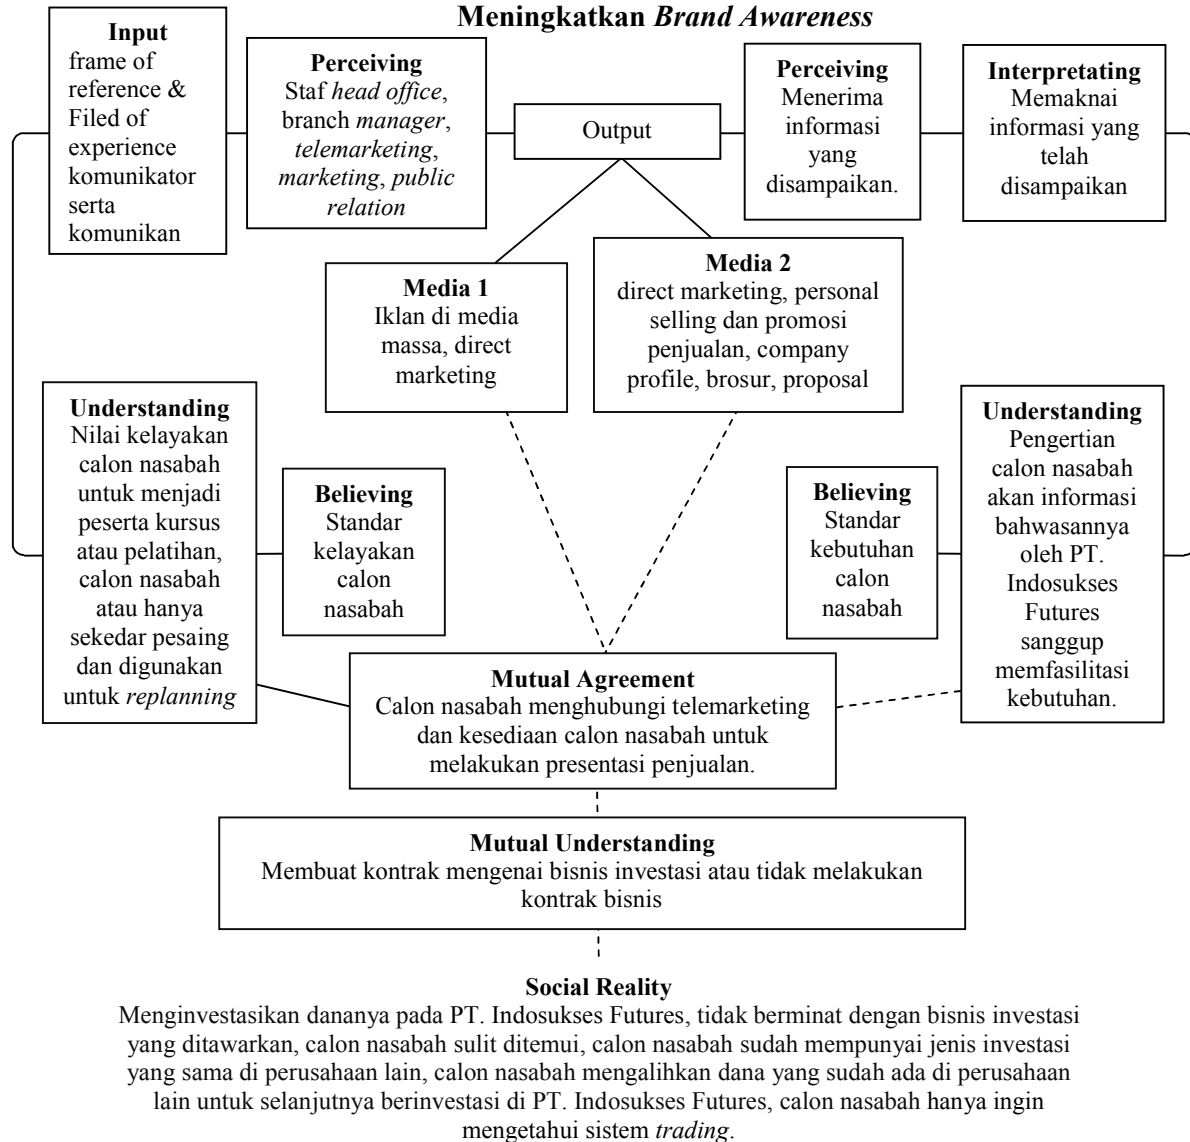 Meningkatkan Brand Awareness
Input
frame of
reference &
Filed of
experience
komunikator
serta
komunikan
Perceiving
Staf head office,
branch manager,
telemarketing,
marketing, public
relation
Output
Perceiving
Menerima
informasi
yang
disampaikan.
Interpretating
Memaknai
informasi yang
telah
disampaikan
Media 1
Iklan di media
massa, direct
marketing
Media 2
direct marketing, personal
selling dan promosi
penjualan, company
profile, brosur, proposal
Understanding
Nilai kelayakan
calon nasabah
untuk menjadi
peserta kursus
atau pelatihan,
calon nasabah
atau hanya
sekedar pesaing
dan digunakan
untuk replanning
Believing
Standar
kelayakan
calon
nasabah
Believing
Standar
kebutuhan
calon
nasabah
Understanding
Pengertian
calon nasabah
akan informasi
bahwasannya
oleh PT.
Indosukses
Futures
sanggup
memfasilitasi
kebutuhan.
Mutual Agreement
Calon nasabah menghubungi telemarketing
dan kesediaan calon nasabah untuk
melakukan presentasi penjualan.
Mutual Understanding
Membuat kontrak mengenai bisnis investasi atau tidak melakukan
kontrak bisnis
Social Reality
Menginvestasikan dananya pada PT. Indosukses Futures, tidak berminat dengan bisnis investasi
yang ditawarkan, calon nasabah sulit ditemui, calon nasabah sudah mempunyai jenis investasi
yang sama di perusahaan lain, calon nasabah mengalihkan dana yang sudah ada di perusahaan
lain untuk selanjutnya berinvestasi di PT. Indosukses Futures, calon nasabah hanya ingin
mengetahui sistem trading.